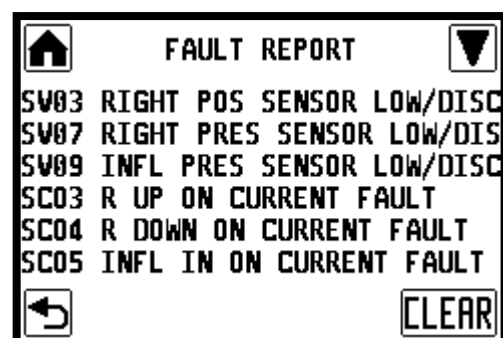 FAULT REPORT
SV03 RIGHT POS SENSOR LOW/DISC
SV07 RIGHT PRES SENSOR LOW/DIS
SV09 INFL PRES SENSOR LOW/DISC
SC03 R UP ON CURRENT FAULT
SC04 R DOWN ON CURRENT FAULT
SC05 INFL IN ON CURRENT FAULT
CLEAR